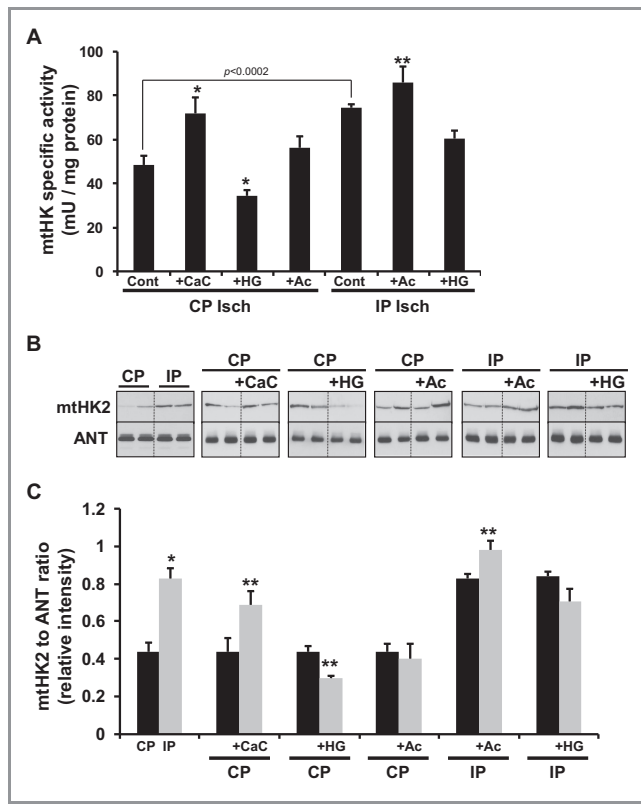 A
mtHK specific activity
(mU / mg protein)
100
80
60
40
20
0
p<0.0002
*
*
**
Cont +CaC +HG +Ac Cont +Ac +HG
CP Isch IP Isch
B
CP IP CP CP CP IP IP
+CaC +HG +Ac +Ac +HG
mtHK2
ANT
C
mtHK2 to ANT ratio
(relative intensity)
1.2
1
0.8
0.6
0.4
0.2
0
*
**
**
**
CP IP +CaC +HG +Ac +Ac +HG
CP CP CP IP IP